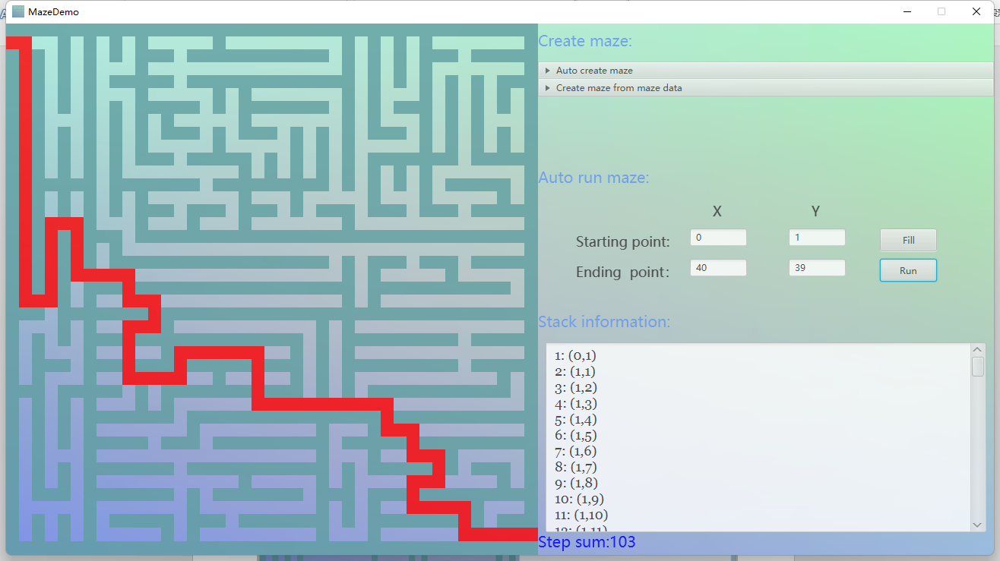 MazeDemo
Create maze:
Auto create maze
Create maze from maze data
Auto run maze:
X Y
Starting point: 0 1 Fill
Ending point: 40 39 Run
Stack information:
1: (0,1)
2: (1,1)
3: (1,2)
4: (1,3)
5: (1,4)
6: (1,5)
7: (1,6)
8: (1,7)
9: (1,8)
10: (1,9)
11: (1,10)
12: (1,11)
Step sum:103